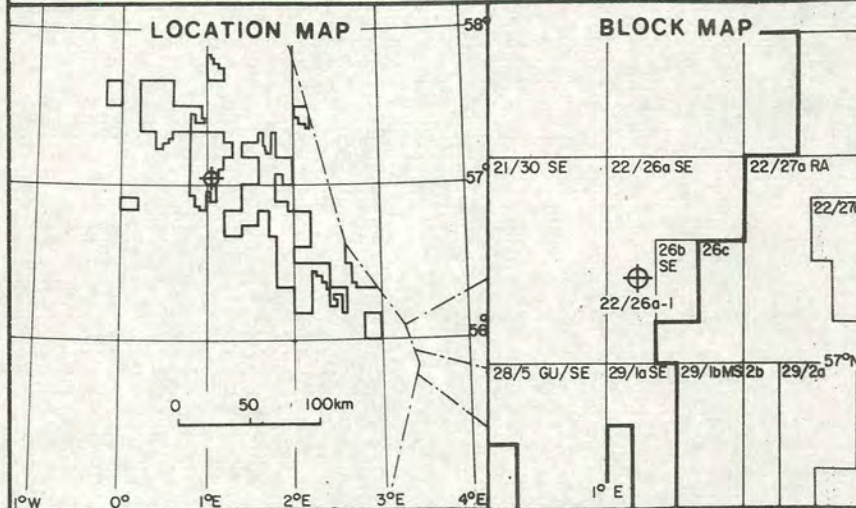 LOCATION MAP
58°
57°
56°
0 50 100km
1°W 0° 1°E 2°E 3°E 4°E
BLOCK MAP
21/30 SE 22/26a SE 22/27a RA
26b SE 26c
22/26a-1
57°N
28/5 GU/SE 29/1a SE 29/1b MS 2b 29/2a
1° E